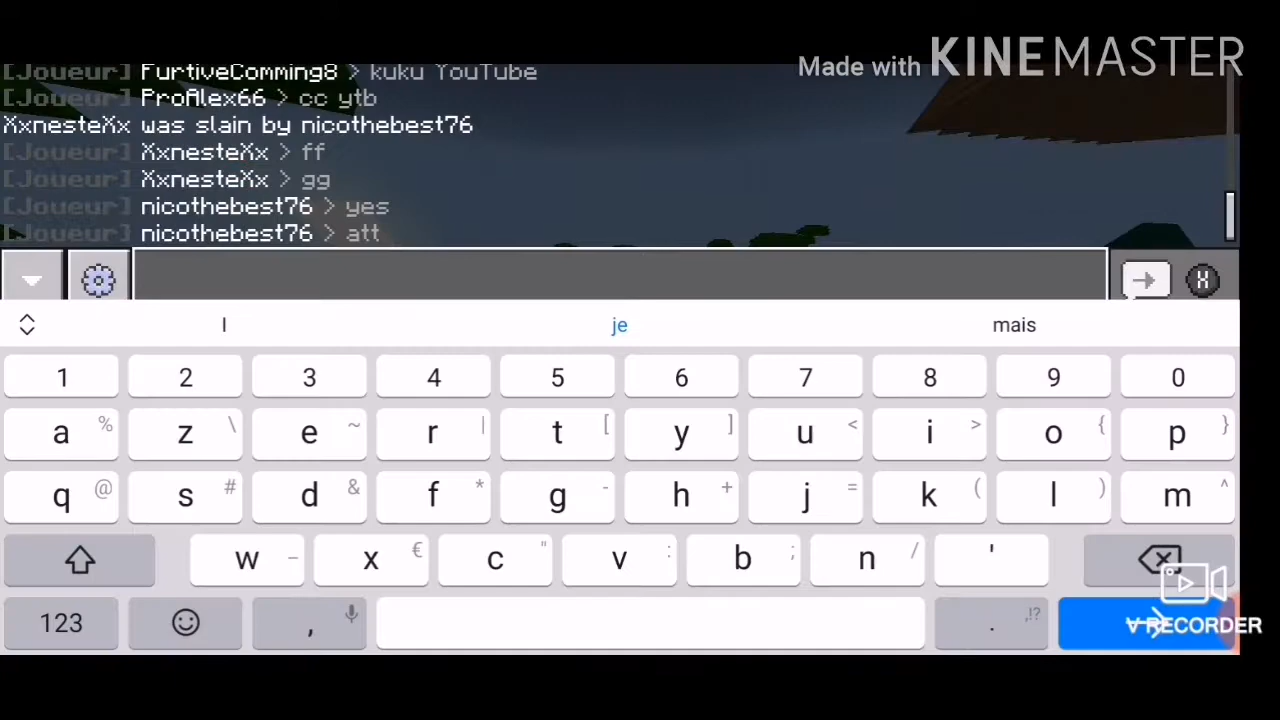 Made with KINEMASTER
[Joueur] FurtiveComming8 > kuku YouTube
[Joueur] ProAlex66 > cc ytb
XxnesteXx was slain by nicothebest76
[Joueur] XxnesteXx > ff
[Joueur] XxnesteXx > gg
[Joueur] nicothebest76 > yes
[Joueur] nicothebest76 > att
X
I je mais
1 2 3 4 5 6 7 8 9 0
a % z \ e ~ r | t [ y ] u < i > o { p }
q @ s # d & f * g - h + j = k ( l ) m ^
w _ x € c " v : b ; n / '
123 , . ,!?
V RECORDER